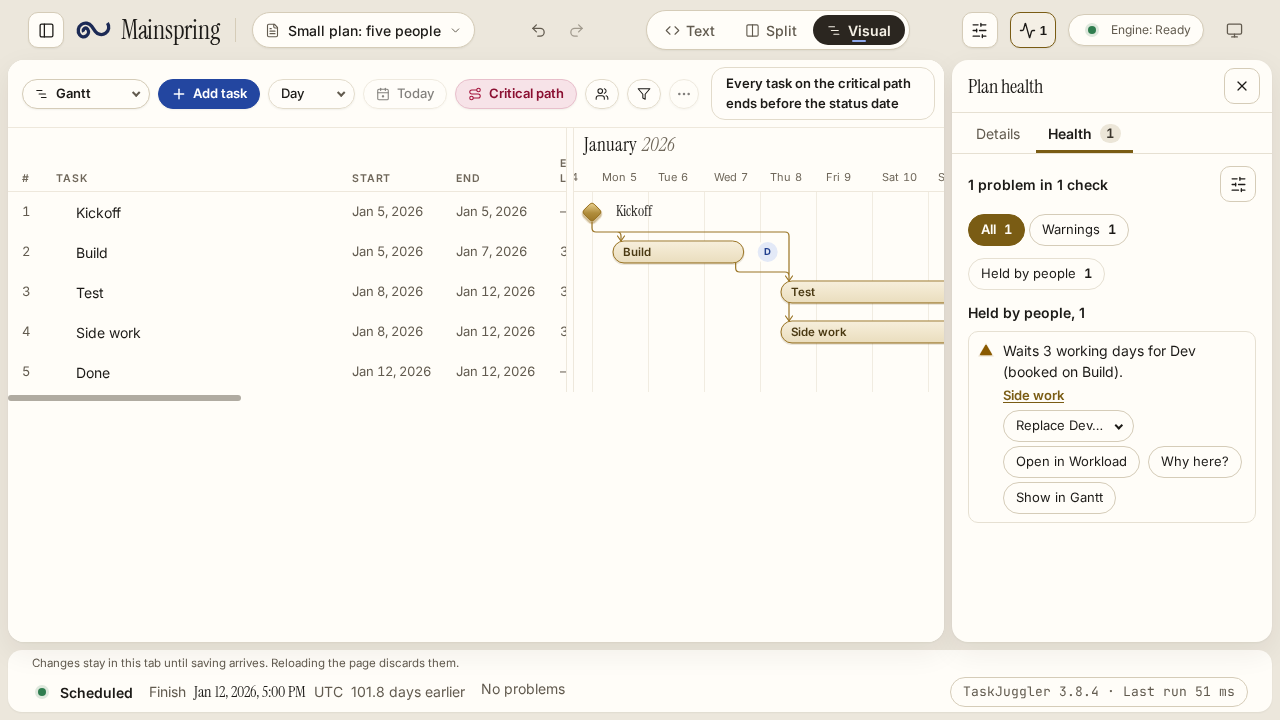 Mainspring
Small plan: five people
Text
Split
Visual
1
Engine: Ready
Gantt
Add task
Day
Today
Critical path
Every task on the critical path
ends before the status date
Plan health
Details
Health 1
1 problem in 1 check
All 1
Warnings 1
Held by people 1
Held by people, 1
Waits 3 working days for Dev
(booked on Build).
Side work
Replace Dev...
Open in Workload
Why here?
Show in Gantt
January 2026
# TASK START END
4 Mon 5 Tue 6 Wed 7 Thu 8 Fri 9 Sat 10 S
1 Kickoff Jan 5, 2026 Jan 5, 2026 –
Kickoff
2 Build Jan 5, 2026 Jan 7, 2026 3
Build D
3 Test Jan 8, 2026 Jan 12, 2026 3
Test
4 Side work Jan 8, 2026 Jan 12, 2026 3
Side work
5 Done Jan 12, 2026 Jan 12, 2026 –
Changes stay in this tab until saving arrives. Reloading the page discards them.
Scheduled Finish Jan 12, 2026, 5:00 PM UTC 101.8 days earlier No problems
TaskJuggler 3.8.4 · Last run 51 ms